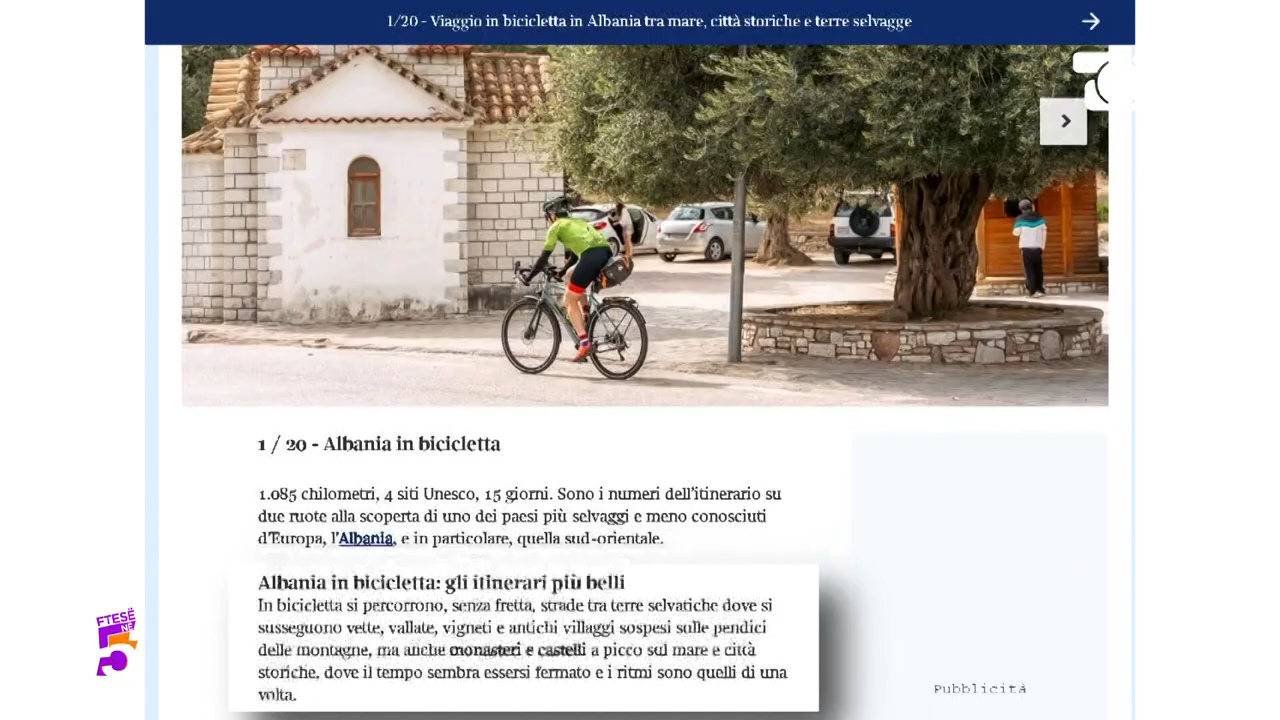 1/20 - Viaggio in bicicletta in Albania tra mare, città storiche e terre selvagge
1 / 20 - Albania in bicicletta
1.085 chilometri, 4 siti Unesco, 15 giorni. Sono i numeri dell'itinerario su
due ruote alla scoperta di uno dei paesi più selvaggi e meno conosciuti
d'Europa, l'Albania, e in particolare, quella sud-orientale.
Albania in bicicletta: gli itinerari più belli
In bicicletta si percorrono, senza fretta, strade tra terre selvatiche dove si
susseguono vette, vallate, vigneti e antichi villaggi sospesi sulle pendici
delle montagne, ma anche monasteri e castelli a picco sul mare e città
storiche, dove il tempo sembra essersi fermato e i ritmi sono quelli di una
volta.
Pubblicità
FTESË
NË
5